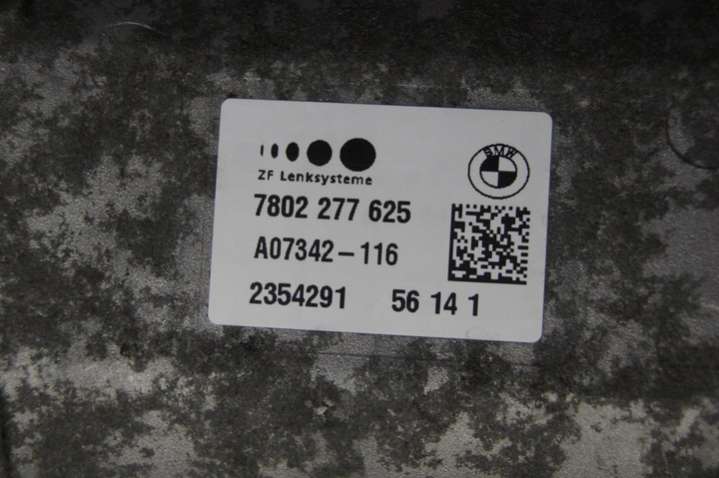 BMW
ZF Lenksysteme
7802 277 625
A07342-116
2354291 56 14 1